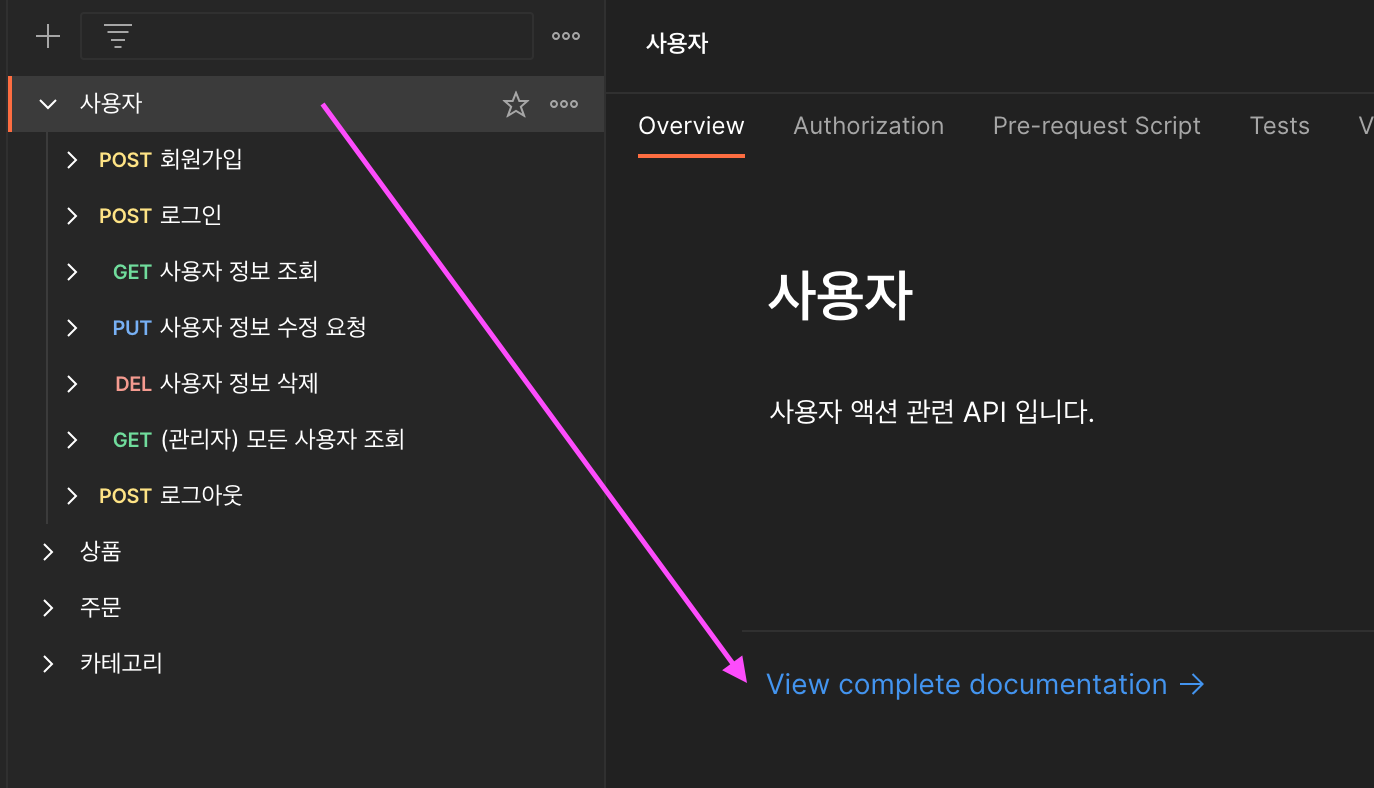 사용자
POST 회원가입
POST 로그인
GET 사용자 정보 조회
PUT 사용자 정보 수정 요청
DEL 사용자 정보 삭제
GET (관리자) 모든 사용자 조회
POST 로그아웃
상품
주문
카테고리
사용자
Overview Authorization Pre-request Script Tests V
사용자
사용자 액션 관련 API 입니다.
View complete documentation →